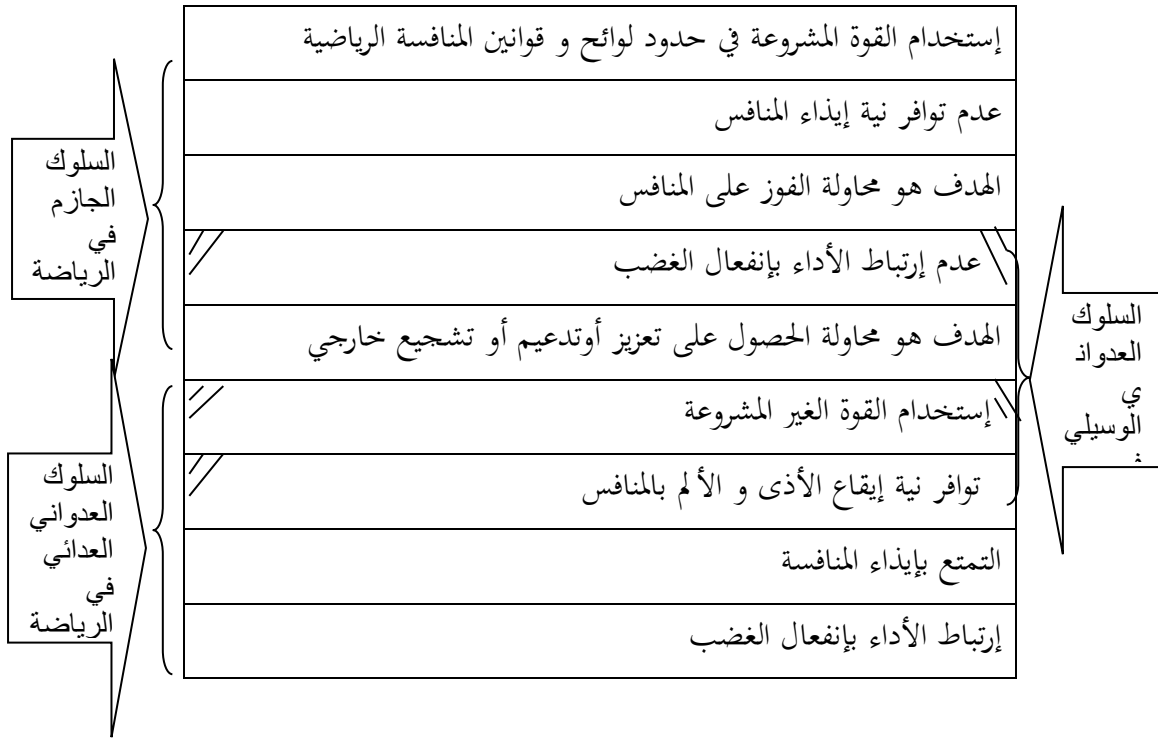 إستخدام القوة المشروعة في حدود لوائح و قوانين المنافسة الرياضية
عدم توافر نية إيذاء المنافس
الهدف هو محاولة الفوز على المنافس
عدم إرتباط الأداء بإنفعال الغضب
الهدف هو محاولة الحصول على تعزيز أوتدعيم أو تشجيع خارجي
إستخدام القوة الغير المشروعة
توافر نية إيقاع الأذى و الألم بالمنافس
التمتع بإيذاء المنافسة
إرتباط الأداء بإنفعال الغضب
السلوك
العدوانـ
ي
الوسيلي
السلوك
الجازم
في
الرياضة
السلوك
العدواني
العدائي
في
الرياضة